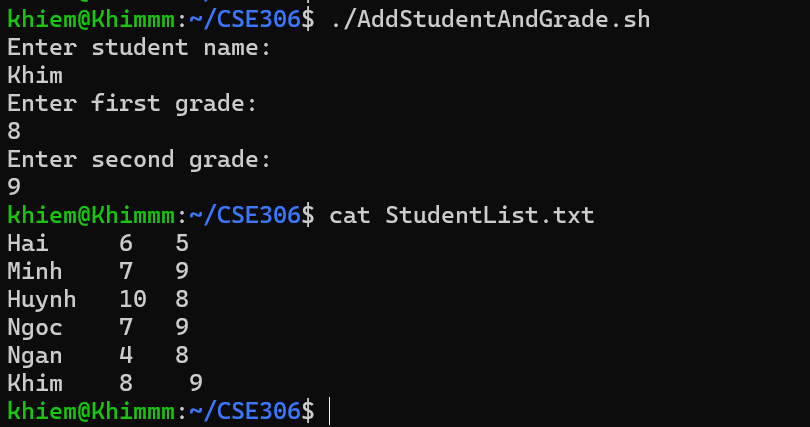 khiem@Khimmm:~/CSE306$ ./AddStudentAndGrade.sh
Enter student name:
Khim
Enter first grade:
8
Enter second grade:
9
khiem@Khimmm:~/CSE306$ cat StudentList.txt
Hai     6   5
Minh    7   9
Huynh   10  8
Ngoc    7   9
Ngan    4   8
Khim    8    9
khiem@Khimmm:~/CSE306$